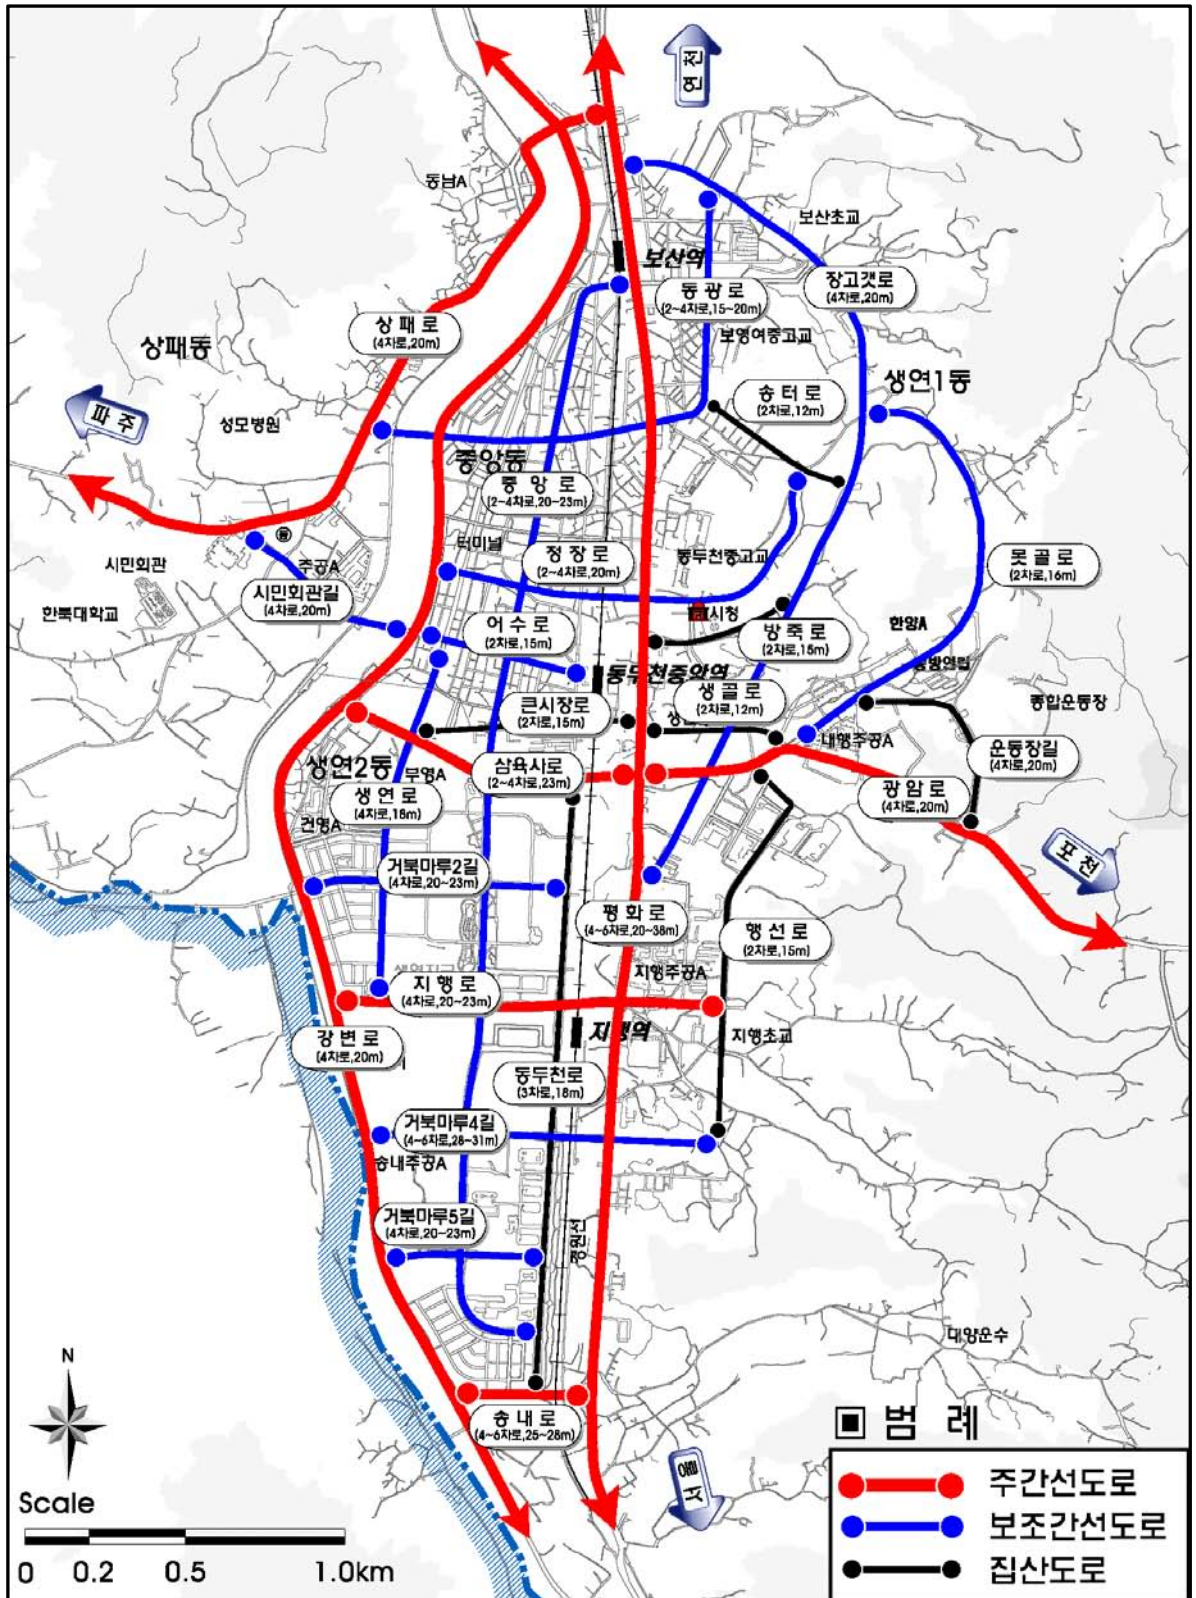 연천
동남A
보산초교
보산역
장고갯로
(4차로,20m)
동광로
(2~4차로,15~20m)
상패로
(4차로,20m)
보영여중고교
상패동
생연1동
송터로
(2차로,12m)
파주
성모병원
중앙동
중앙로
(2~4차로,20~23m)
터미널
정장로
(2~4차로,20m)
동두천중고교
못골로
(2차로,16m)
시민회관
주공A
시민회관길
(4차로,20m)
한북대학교
어수로
(2차로,15m)
시청
방죽로
(2차로,15m)
한양A
동두천중앙역
생골로
(2차로,12m)
종합운동장
큰시장로
(2차로,15m)
대행주공A
운동장길
(4차로,20m)
생연2동
부영A
삼육사로
(2~4차로,23m)
생연로
(4차로,18m)
광암로
(4차로,20m)
건영A
포천
거북마루2길
(4차로,20~23m)
평화로
(4~6차로,20~38m)
행선로
(2차로,15m)
지행로
(4차로,20~23m)
지행주공A
강변로
(4차로,20m)
지행역
지행초교
동두천로
(3차로,18m)
거북마루4길
(4~6차로,28~31m)
송내주공A
거북마루5길
(4차로,20~23m)
경원선
대양운수
송내로
(4~6차로,25~28m)
서울
N
Scale
0 0.2 0.5 1.0km
범례
주간선도로
보조간선도로
집산도로